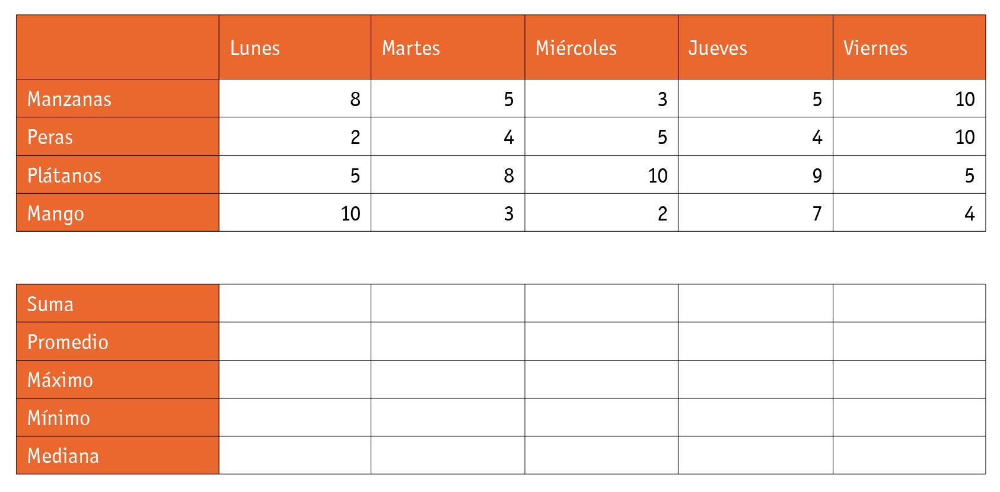 Lunes Martes Miércoles Jueves Viernes
Manzanas 8 5 3 5 10
Peras 2 4 5 4 10
Plátanos 5 8 10 9 5
Mango 10 3 2 7 4
Suma
Promedio
Máximo
Mínimo
Mediana